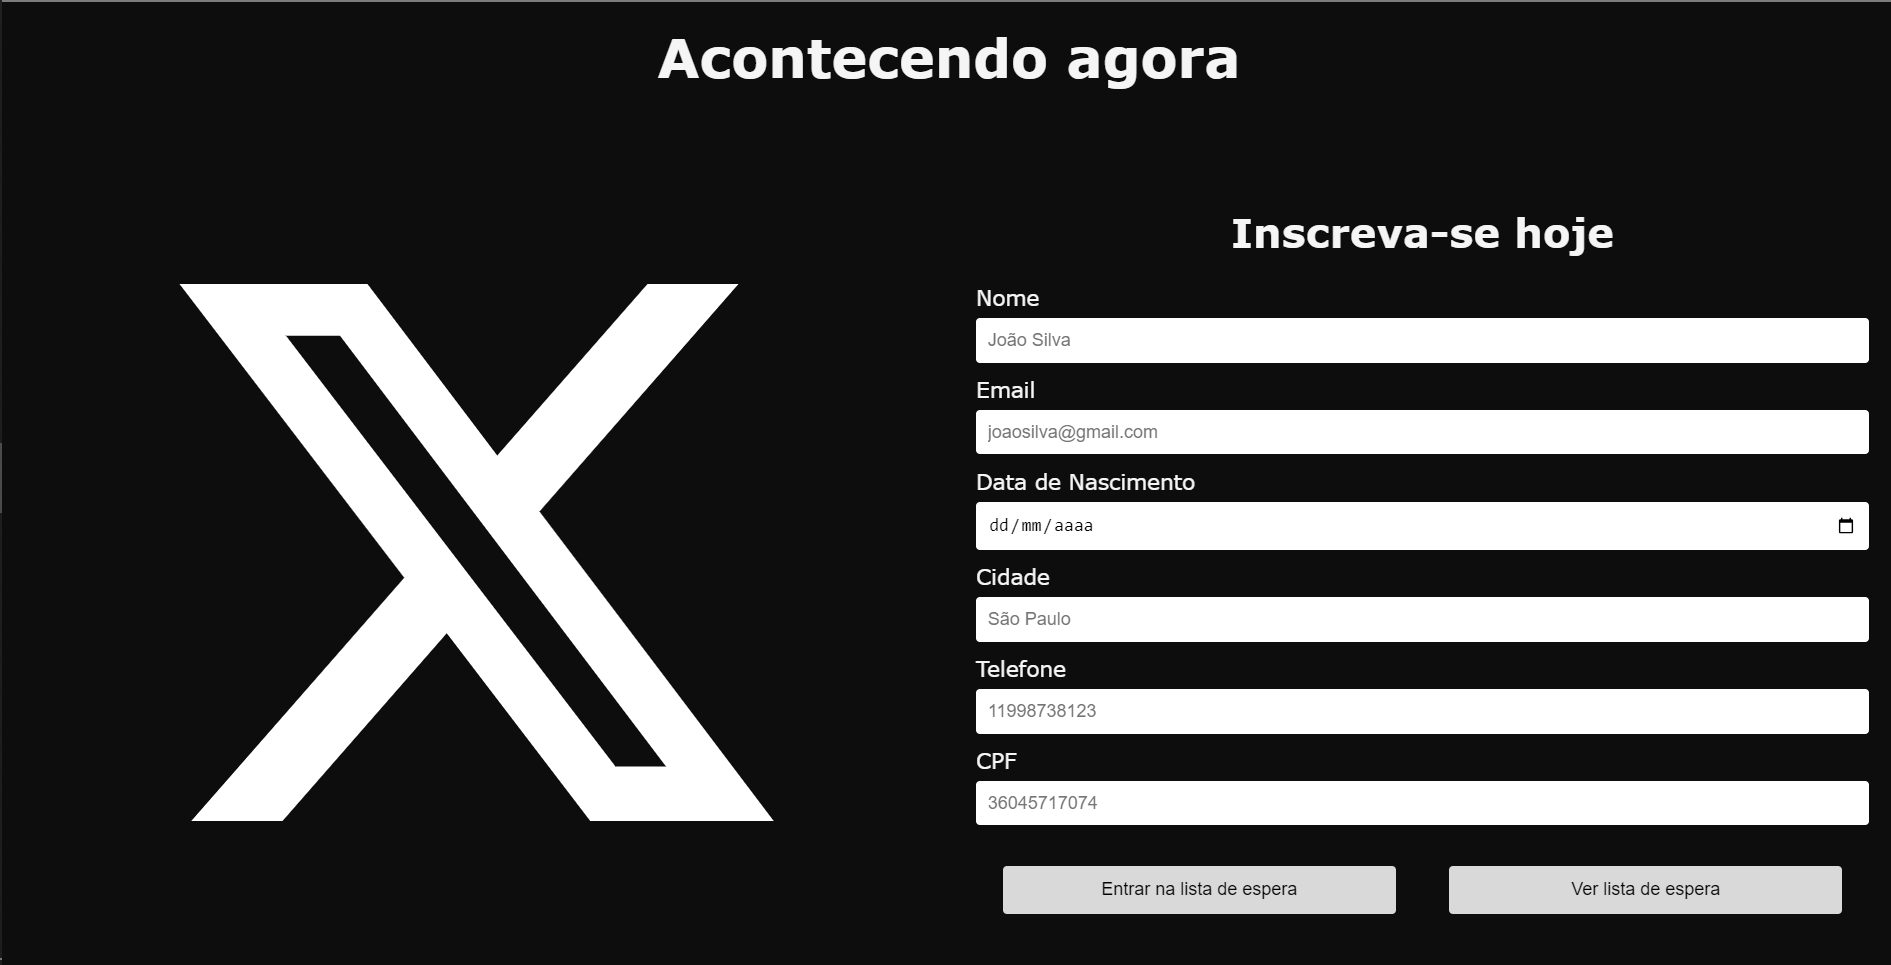 Acontecendo agora
Inscreva-se hoje
Nome
João Silva
Email
joaosilva@gmail.com
Data de Nascimento
dd/mm/aaaa
Cidade
São Paulo
Telefone
11998738123
CPF
36045717074
Entrar na lista de espera
Ver lista de espera